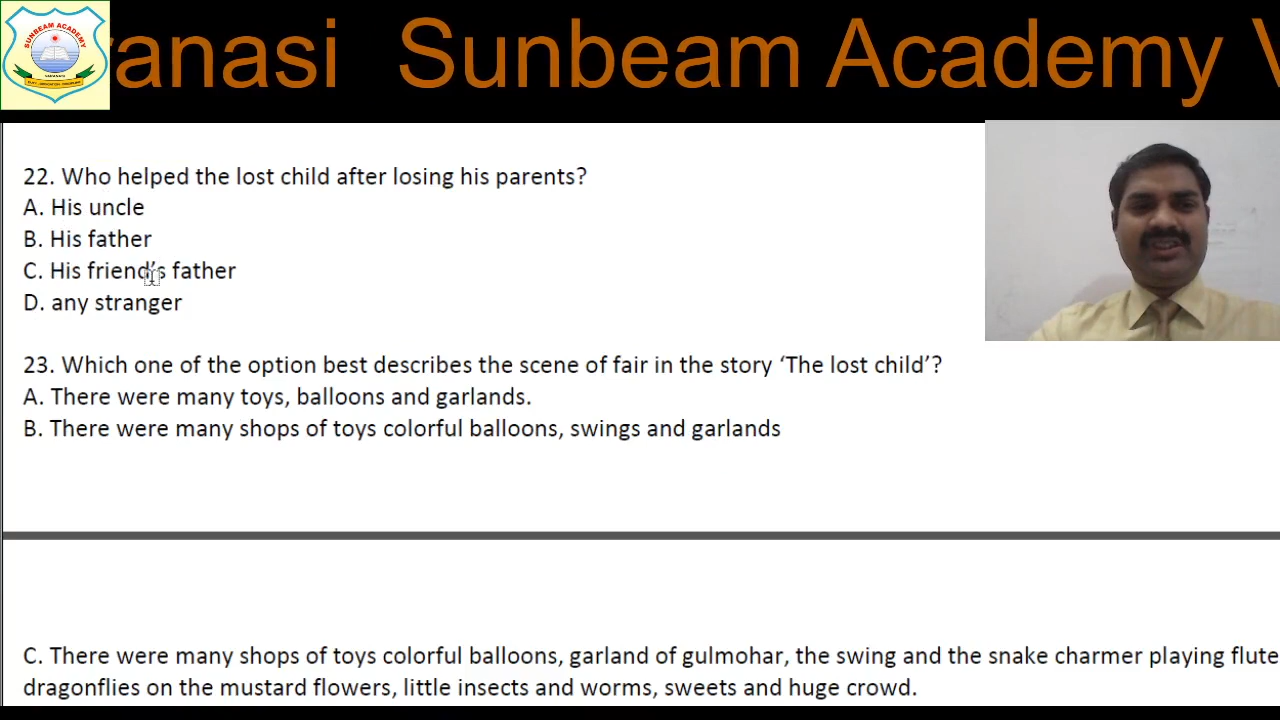 ranasi Sunbeam Academy V
SUNBEAM ACADEMY
VARANASI
22. Who helped the lost child after losing his parents?
A. His uncle
B. His father
C. His friend's father
D. any stranger
23. Which one of the option best describes the scene of fair in the story ‘The lost child’?
A. There were many toys, balloons and garlands.
B. There were many shops of toys colorful balloons, swings and garlands
C. There were many shops of toys colorful balloons, garland of gulmohar, the swing and the snake charmer playing flute
dragonflies on the mustard flowers, little insects and worms, sweets and huge crowd.